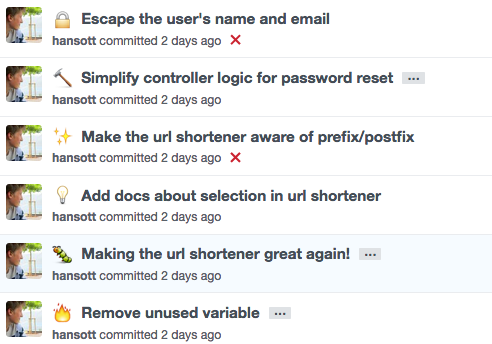 🔒 Escape the user's name and email
hansott committed 2 days ago ✕
🔨 Simplify controller logic for password reset …
hansott committed 2 days ago
✨ Make the url shortener aware of prefix/postfix
hansott committed 2 days ago ✕
💡 Add docs about selection in url shortener
hansott committed 2 days ago
🐛 Making the url shortener great again! …
hansott committed 2 days ago
🔥 Remove unused variable …
hansott committed 2 days ago